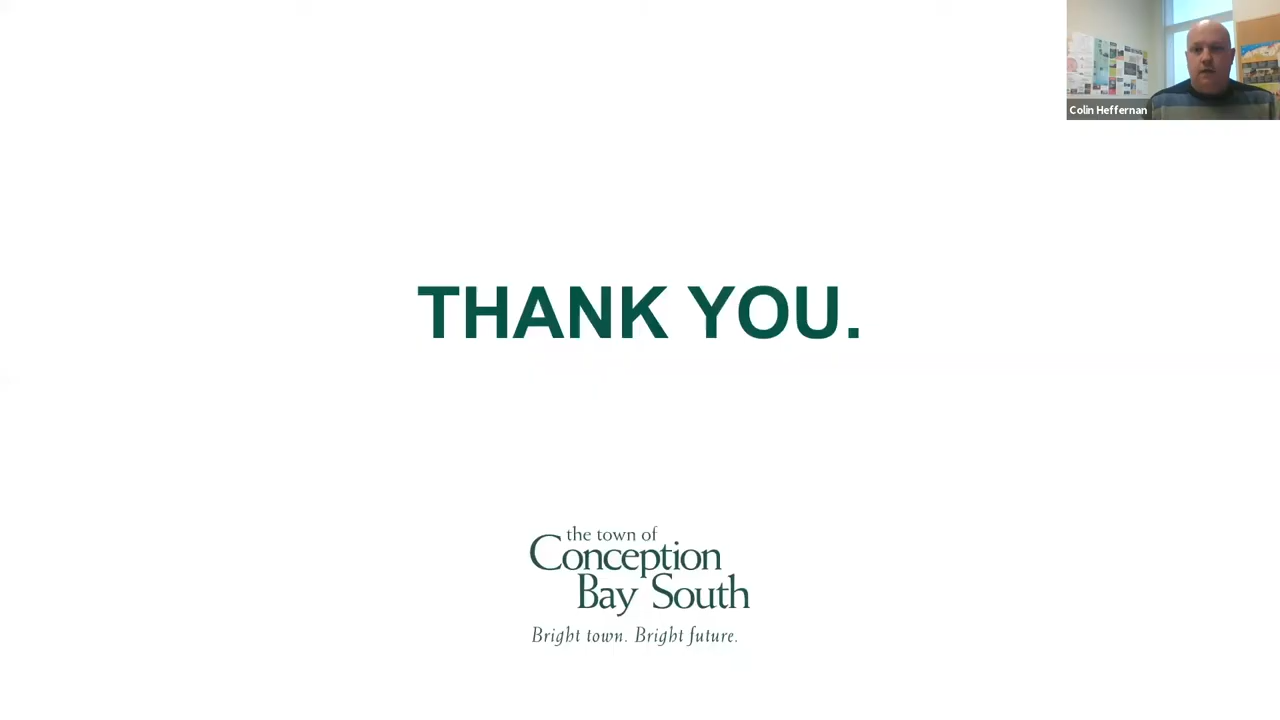 Colin Heffernan
THANK YOU.
the town of
Conception
Bay South
Bright town. Bright future.